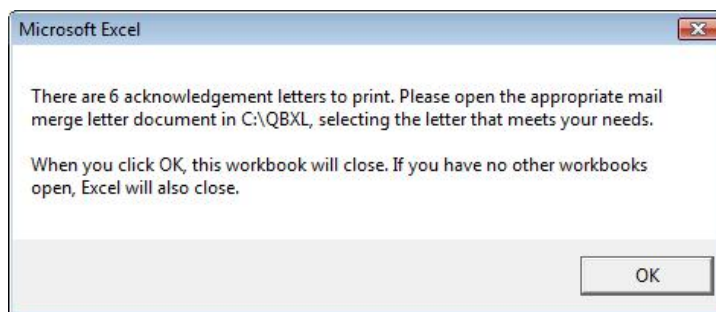 Microsoft Excel
There are 6 acknowledgement letters to print. Please open the appropriate mail
merge letter document in C:\QBXL, selecting the letter that meets your needs.
When you click OK, this workbook will close. If you have no other workbooks
open, Excel will also close.
OK